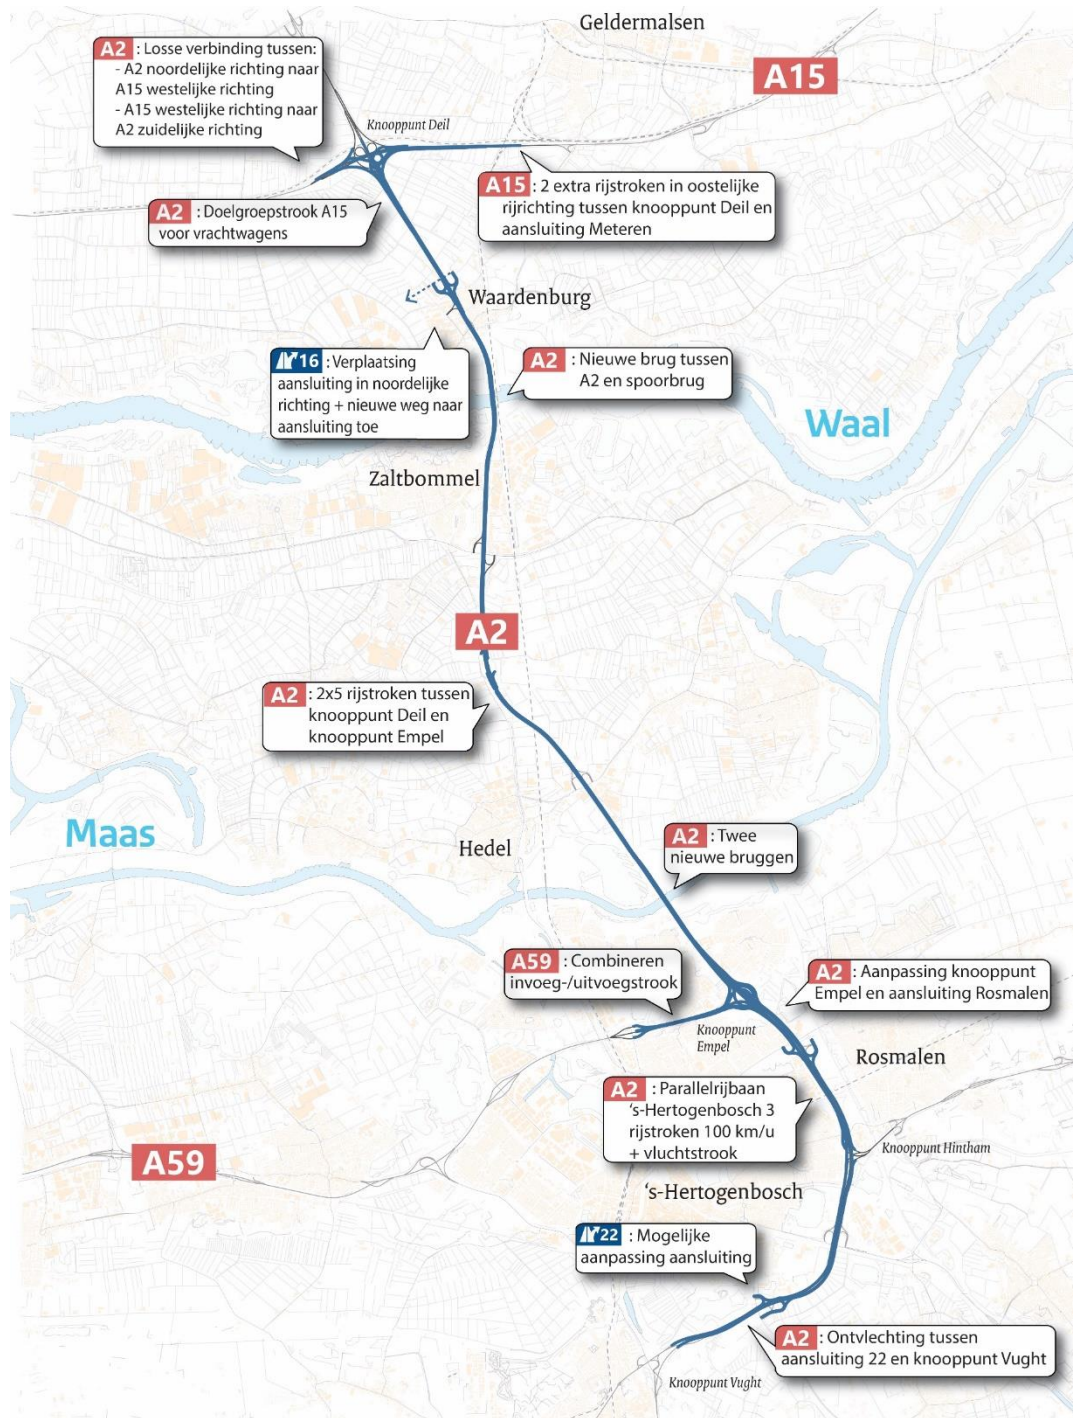 Geldermalsen
A2 : Losse verbinding tussen:
- A2 noordelijke richting naar
A15 westelijke richting
- A15 westelijke richting naar
A2 zuidelijke richting
A15
Knooppunt Deil
A15 : 2 extra rijstroken in oostelijke
rijrichting tussen knooppunt Deil en
aansluiting Meteren
A2 : Doelgroepstrook A15
voor vrachtwagens
Waardenburg
16 : Verplaatsing
aansluiting in noordelijke
richting + nieuwe weg naar
aansluiting toe
A2 : Nieuwe brug tussen
A2 en spoorbrug
Waal
Zaltbommel
A2
A2 : 2x5 rijstroken tussen
knooppunt Deil en
knooppunt Empel
Maas
Hedel
A2 : Twee
nieuwe bruggen
A59 : Combineren
invoeg-/uitvoegstrook
A2 : Aanpassing knooppunt
Empel en aansluiting Rosmalen
Knooppunt
Empel
Rosmalen
A2 : Parallelrijbaan
‘s-Hertogenbosch 3
rijstroken 100 km/u
+ vluchtstrook
Knooppunt Hintham
A59
‘s-Hertogenbosch
22 : Mogelijke
aanpassing aansluiting
A2 : Ontvlechting tussen
aansluiting 22 en knooppunt Vught
Knooppunt Vught